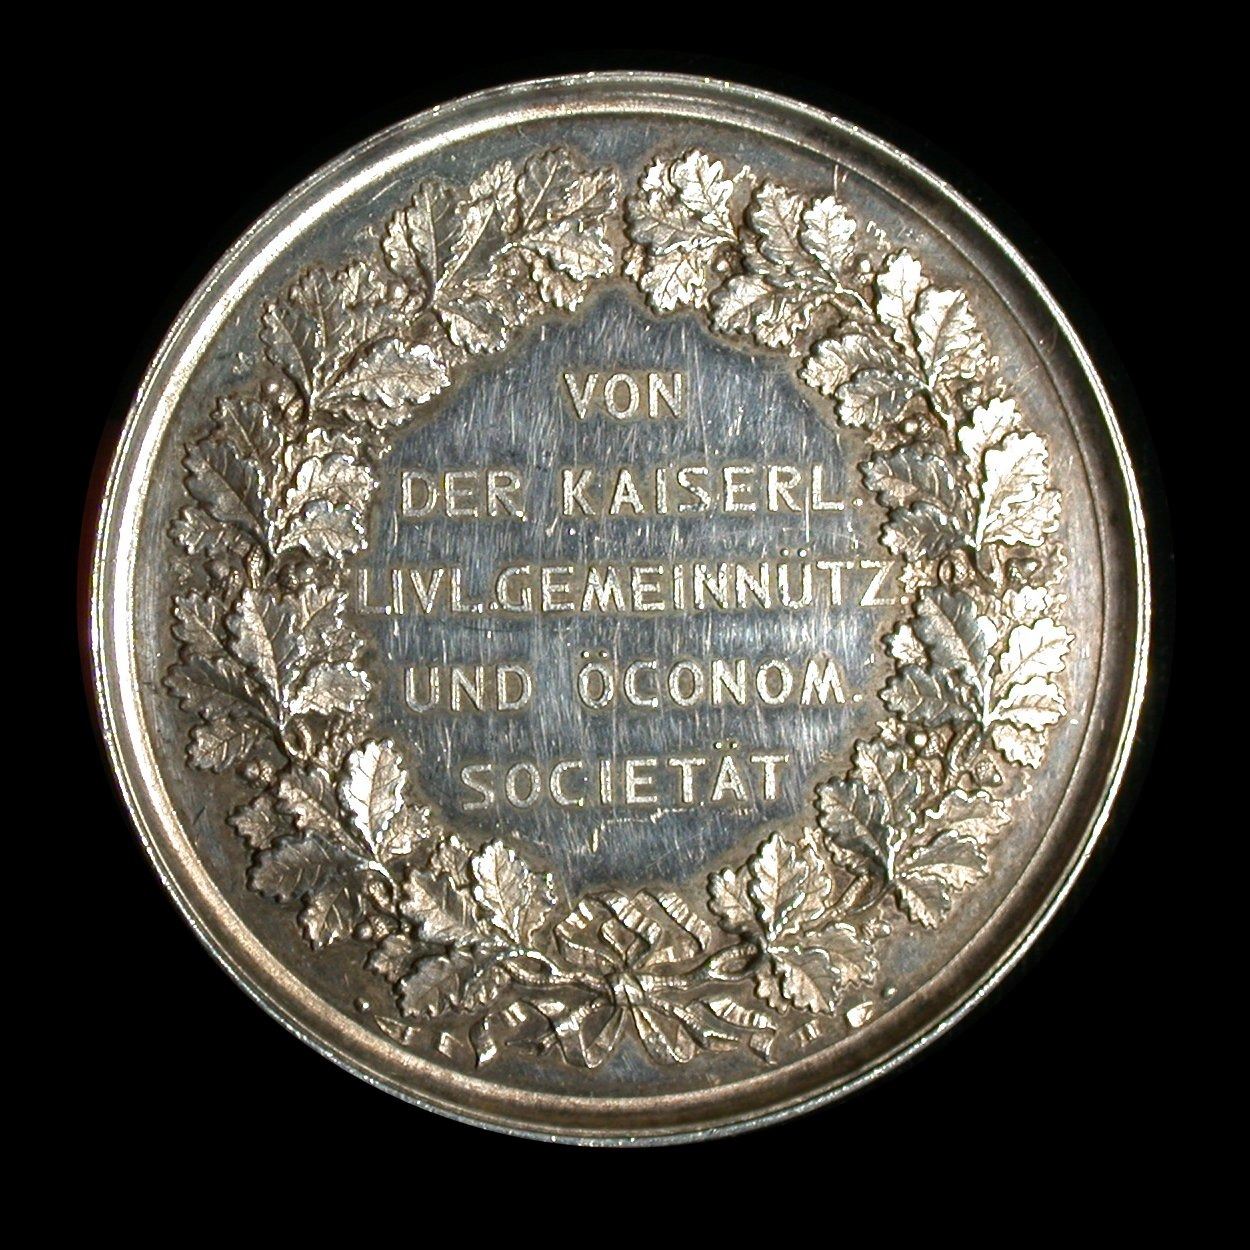 VON
DER KAISERL.
LIVL. GEMEINNÜTZ.
UND ÖCONOM.
SOCIETÄT